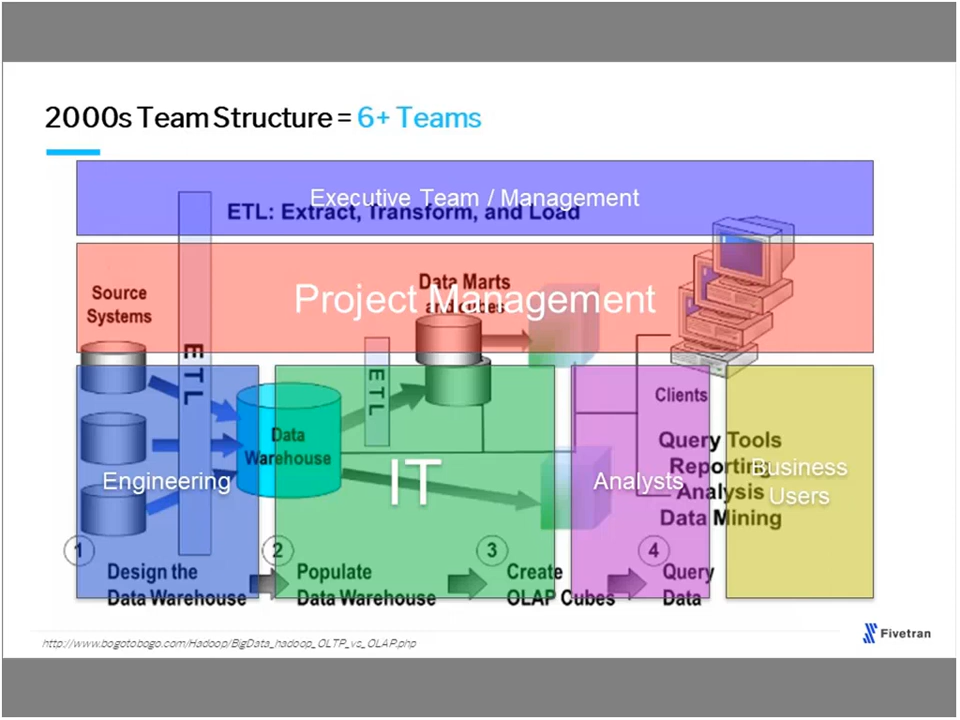 2000s Team Structure = 6+ Teams
Executive Team / Management
ETL: Extract, Transform, and Load
Project Management
Data Marts
and cubes
Source
Systems
ETL
ETL
Data
Warehouse
Clients
Query Tools
Reporting
Analysis
Data Mining
Engineering
IT
Analysts
Business
Users
1
Design the
Data Warehouse
2
Populate
Data Warehouse
3
Create
OLAP Cubes
4
Query
Data
http://www.bogotobogo.com/Hadoop/BigData_hadoop_OLTP_vs_OLAP.php
Fivetran